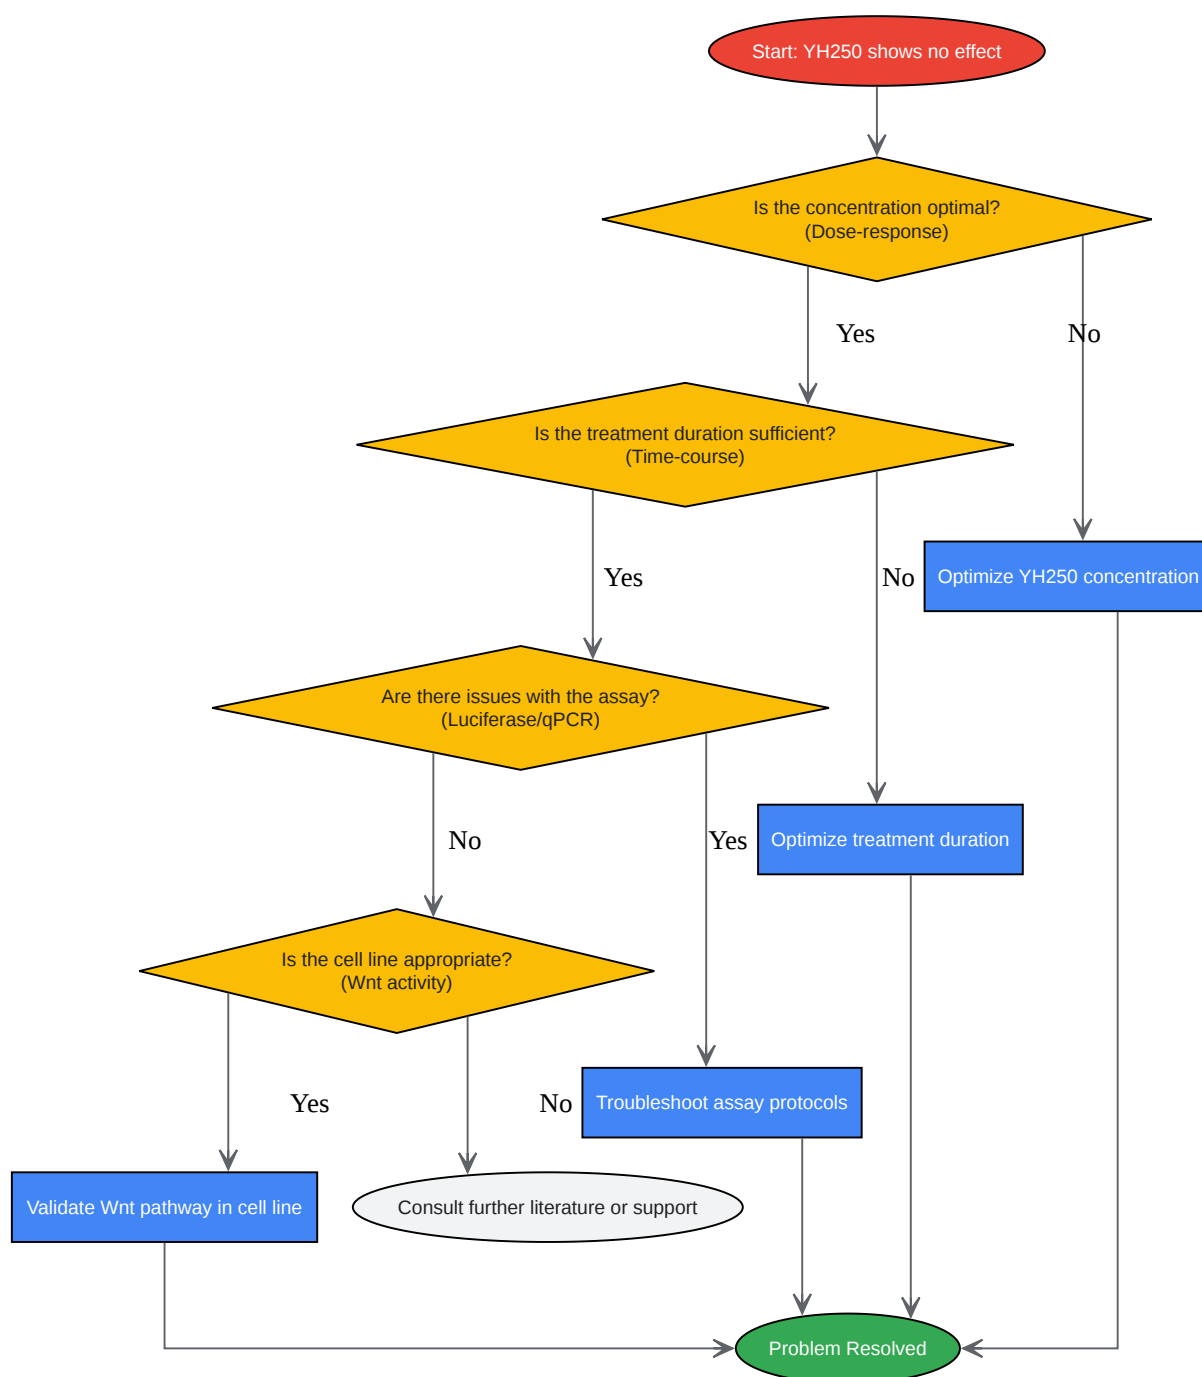 Start: YH250 shows no effect
Is the concentration optimal?
(Dose-response)
Yes
No
Is the treatment duration sufficient?
(Time-course)
Yes
No
Optimize YH250 concentration
Are there issues with the assay?
(Luciferase/qPCR)
No
Yes
Optimize treatment duration
Is the cell line appropriate?
(Wnt activity)
Yes
No
Troubleshoot assay protocols
Validate Wnt pathway in cell line
Consult further literature or support
Problem Resolved